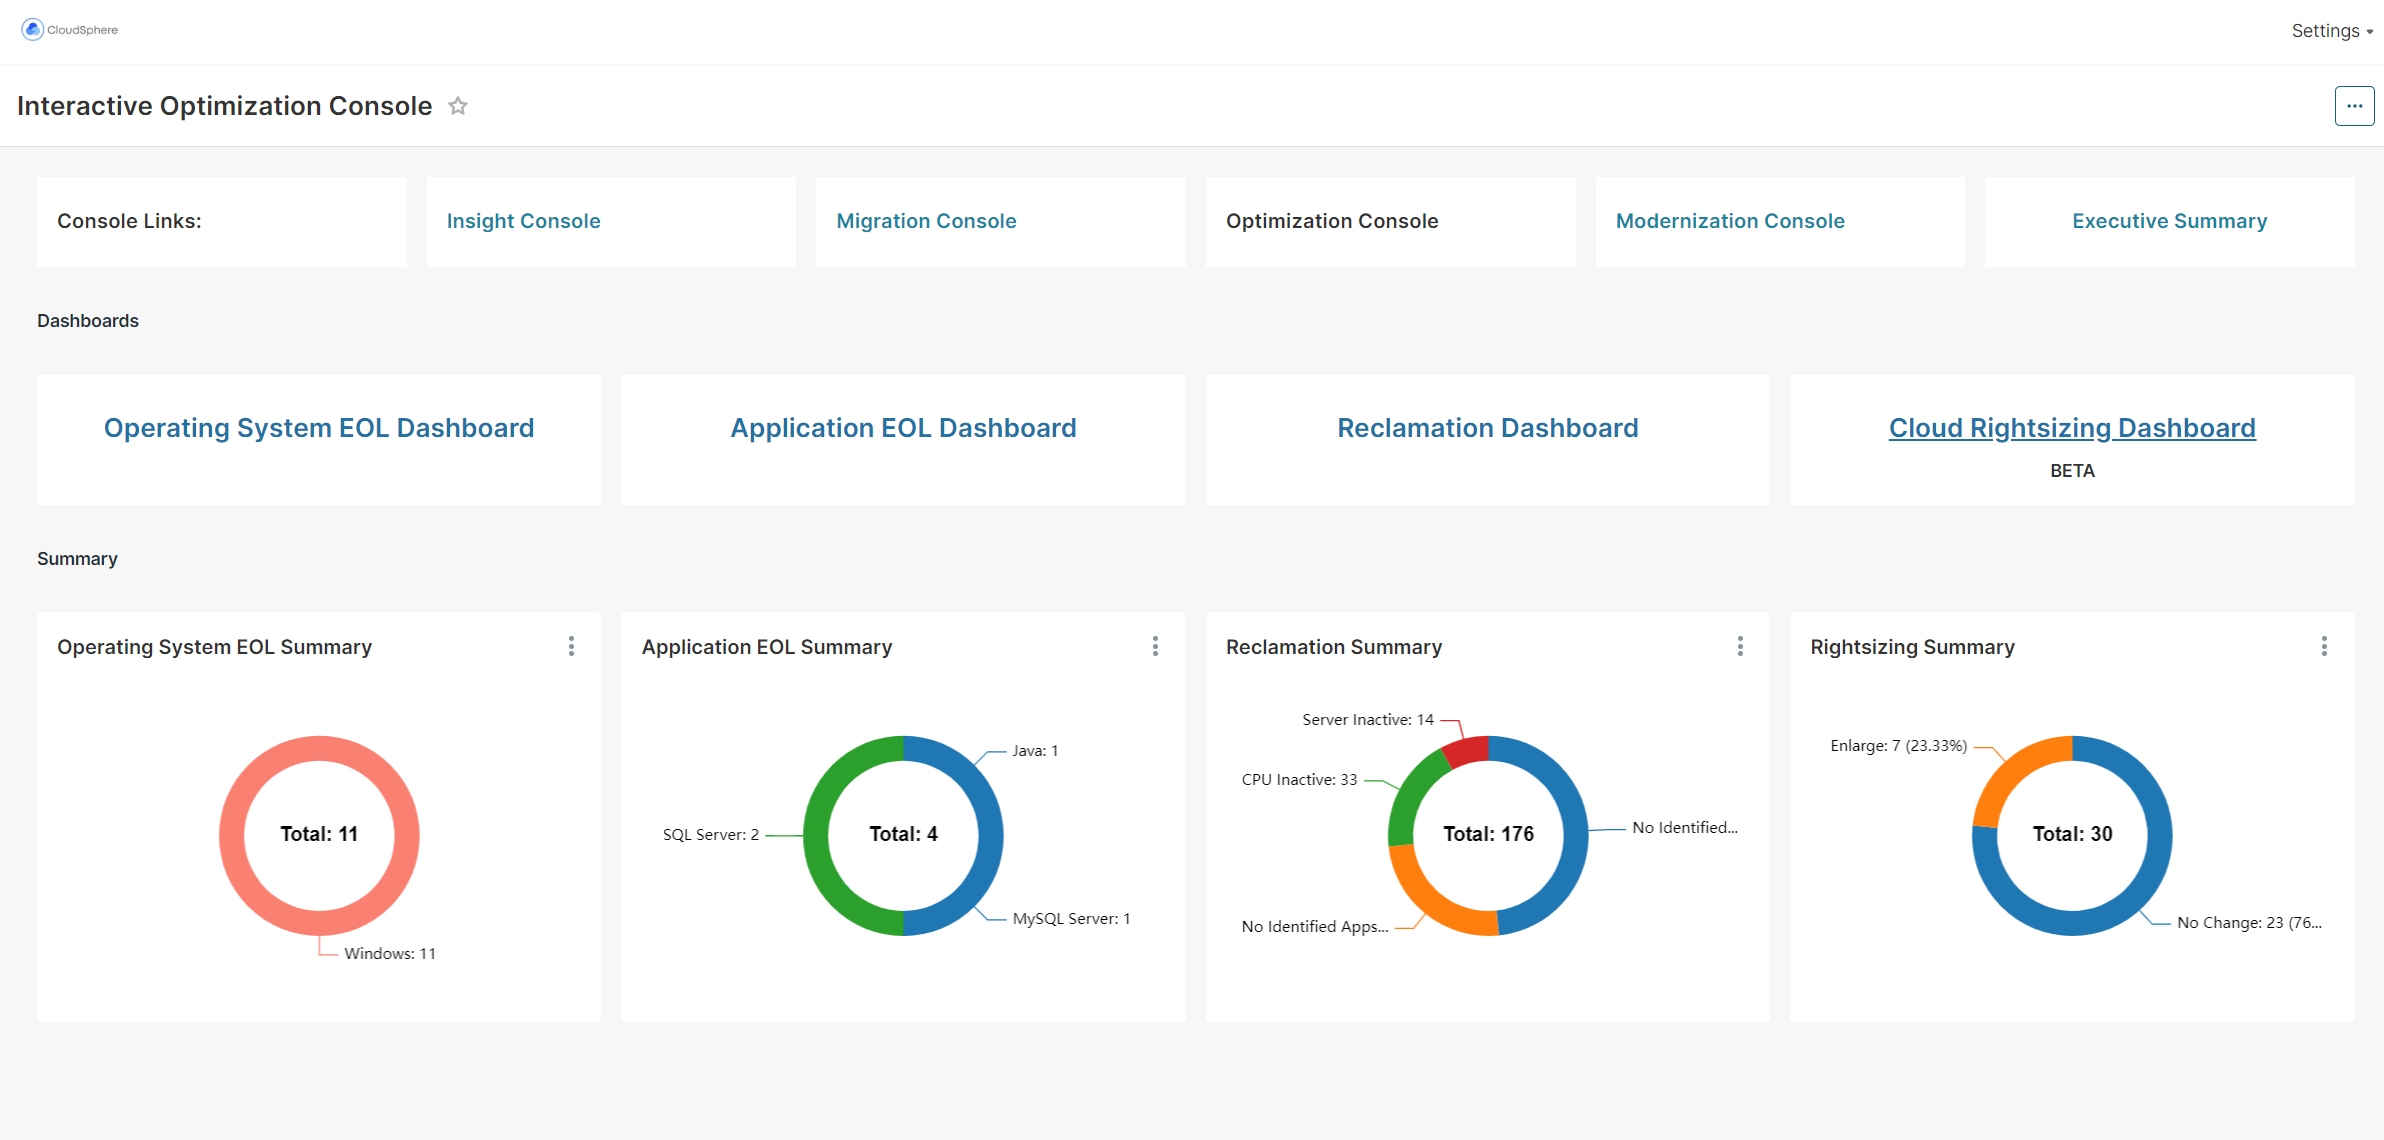 CloudSphere
Settings
Interactive Optimization Console
Console Links:
Insight Console
Migration Console
Optimization Console
Modernization Console
Executive Summary
Dashboards
Operating System EOL Dashboard
Application EOL Dashboard
Reclamation Dashboard
Cloud Rightsizing Dashboard
BETA
Summary
Operating System EOL Summary
Total: 11
Windows: 11
Application EOL Summary
Java: 1
SQL Server: 2
Total: 4
MySQL Server: 1
Reclamation Summary
Server Inactive: 14
CPU Inactive: 33
No Identified...
Total: 176
No Identified Apps...
Rightsizing Summary
Enlarge: 7 (23.33%)
Total: 30
No Change: 23 (76...